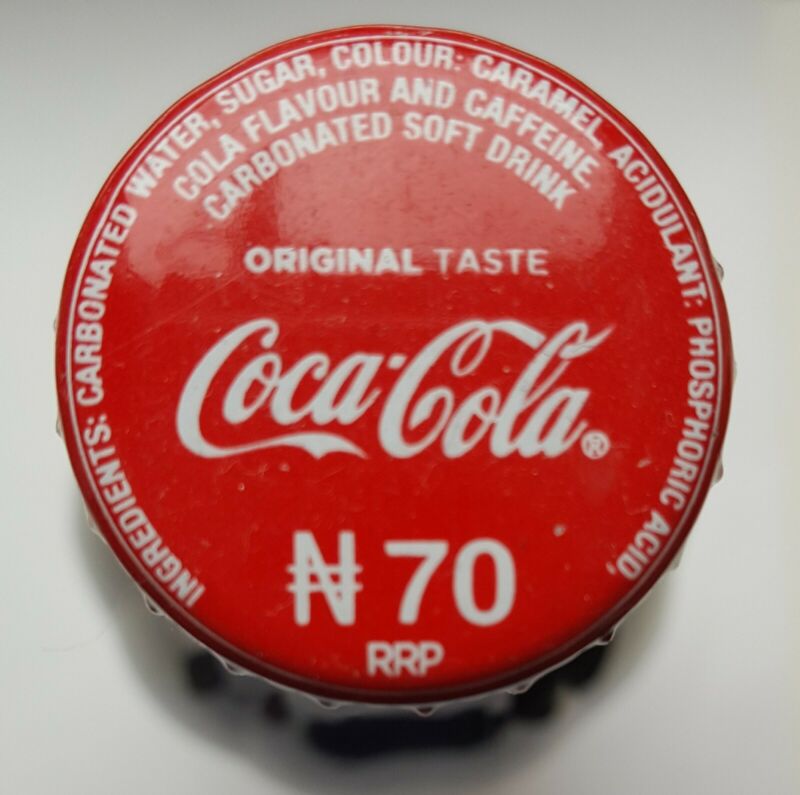 INGREDIENTS: CARBONATED WATER, SUGAR, COLOUR: CARAMEL, ACIDULANT: PHOSPHORIC ACID,
COLA FLAVOUR AND CAFFEINE.
CARBONATED SOFT DRINK
ORIGINAL TASTE
Coca-Cola®
₦ 70
RRP